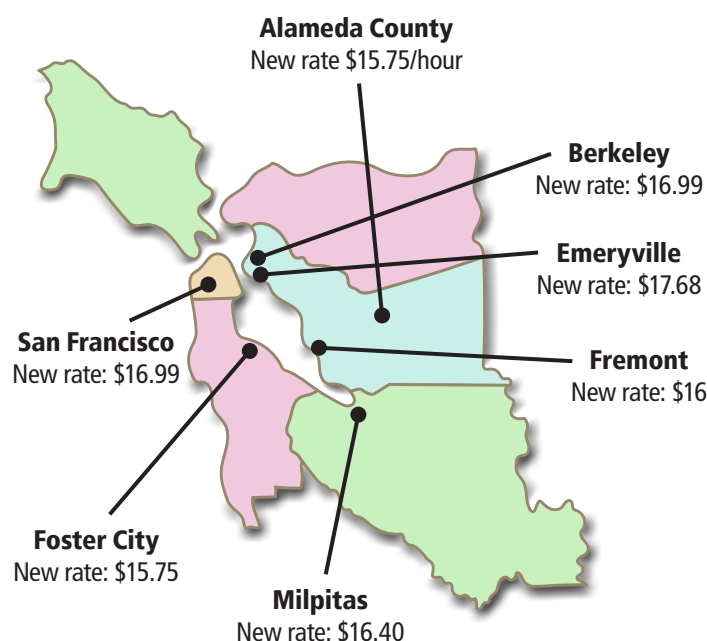 Alameda County
New rate $15.75/hour
Berkeley
New rate: $16.99
Emeryville
New rate: $17.68
San Francisco
New rate: $16.99
Fremont
New rate: $16
Foster City
New rate: $15.75
Milpitas
New rate: $16.40